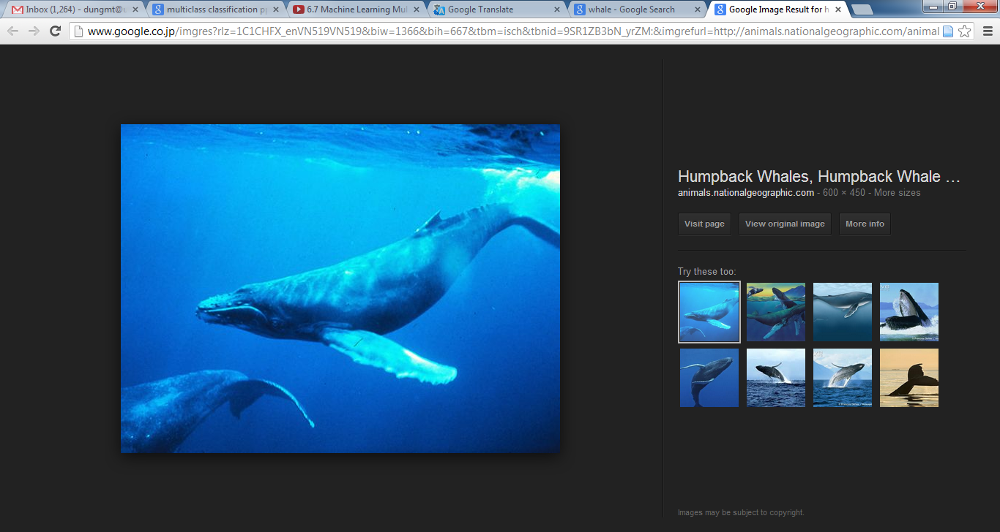 Inbox (1,264) - dungmt@u
multiclass classification pp
6.7 Machine Learning Mul
Google Translate
whale - Google Search
Google Image Result for h
www.google.co.jp/imgres?rlz=1C1CHFX_enVN519VN519&biw=1366&bih=667&tbm=isch&tbnid=9SR1ZB3bN_yrZM:&imgrefurl=http://animals.nationalgeographic.com/animal
Humpback Whales, Humpback Whale ...
animals.nationalgeographic.com - 600 × 450 - More sizes
Visit page
View original image
More info
Try these too:
Images may be subject to copyright.